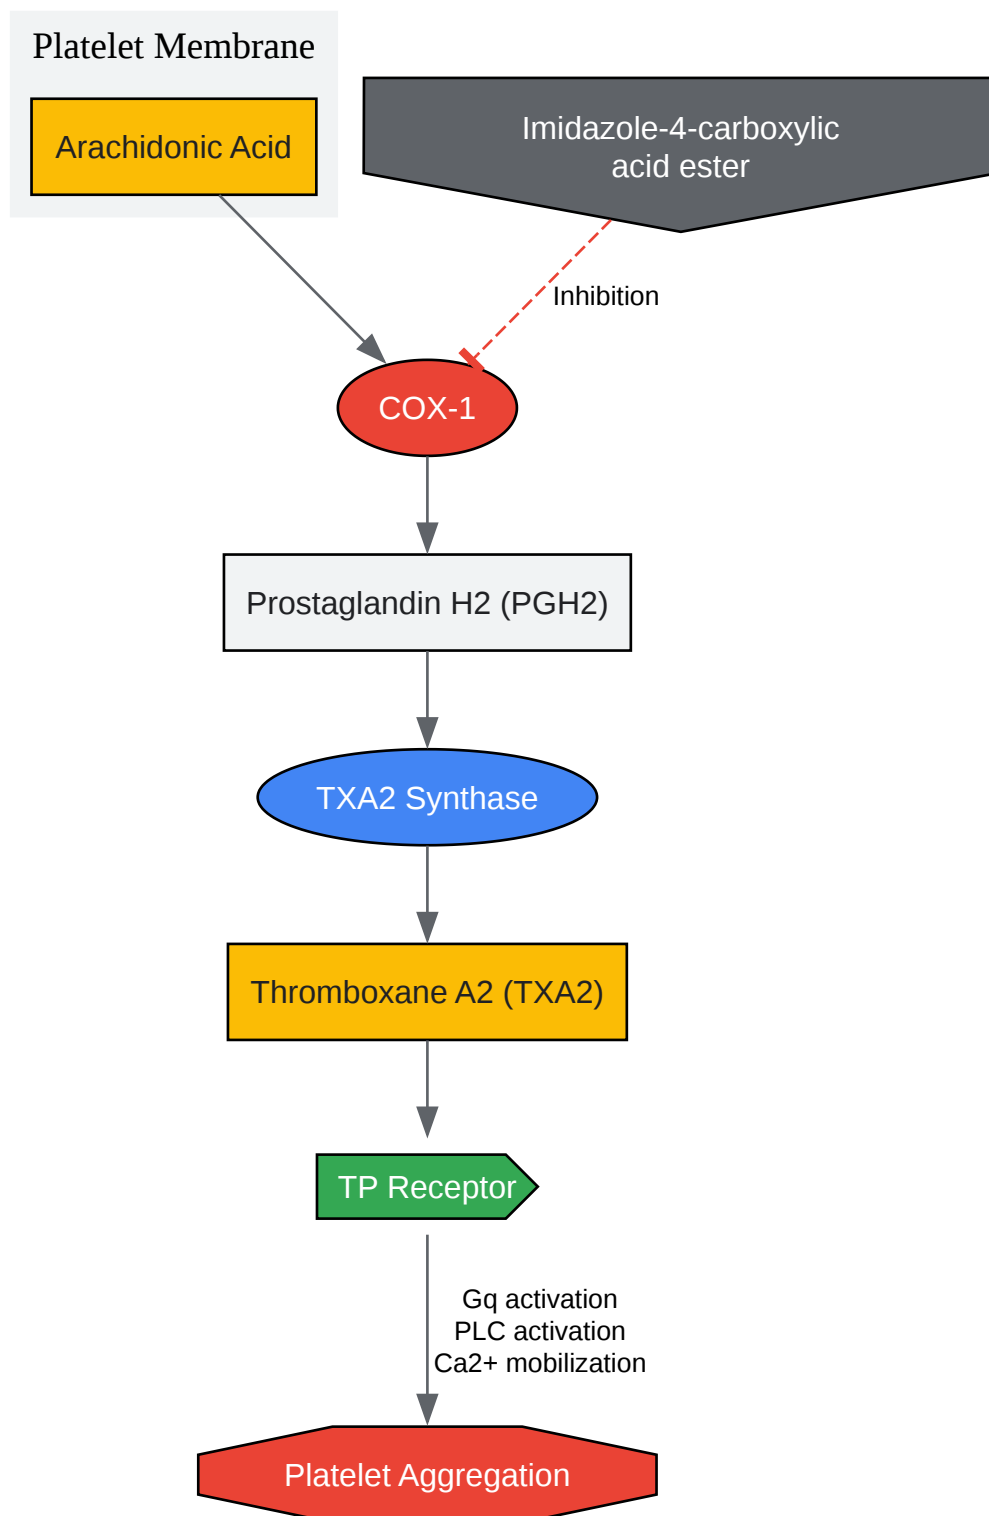 Platelet Membrane
Arachidonic Acid
Imidazole-4-carboxylic
acid ester
Inhibition
COX-1
Prostaglandin H2 (PGH2)
TXA2 Synthase
Thromboxane A2 (TXA2)
TP Receptor
Gq activation
PLC activation
Ca2+ mobilization
Platelet Aggregation